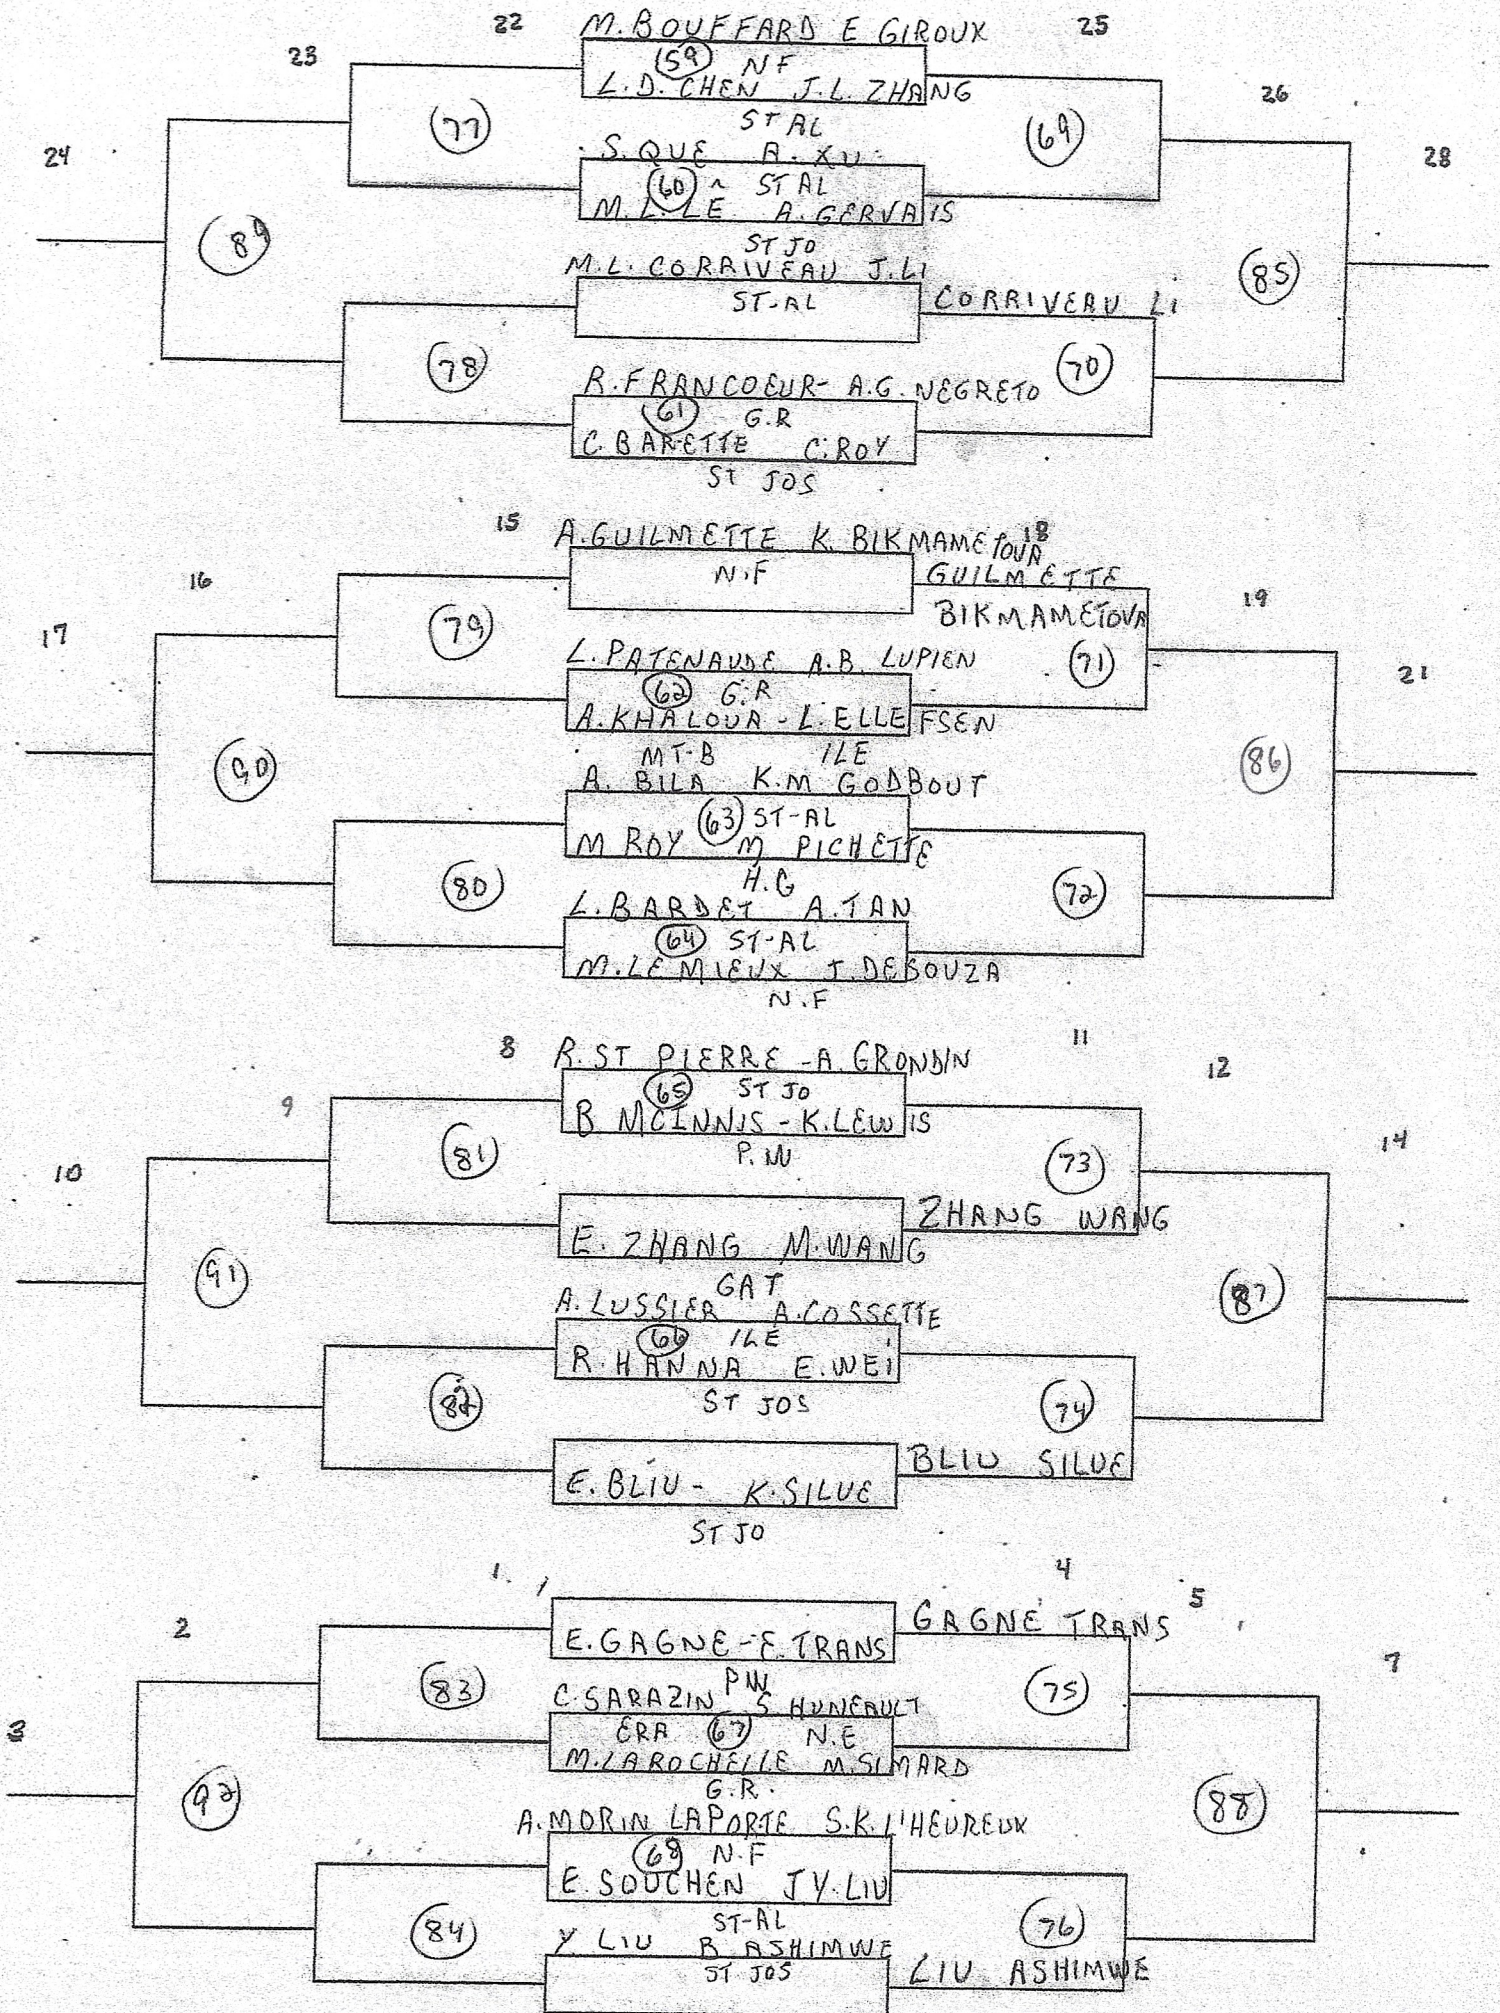 22 M. BOUFFARD E GIROUX 25
23 (59) NF
L.D. CHEN J.L. ZHANG 26
(77) ST AL (69)
24 S. QUE A. XU 28
(60) ST AL
(89) M.L. LÊ A. GERVAIS
ST JO
M.L. CORRIVEAU J.LI (85)
ST-AL CORRIVEAU Li
(78) (70)
R. FRANCOEUR- A.G. NEGRETO
(61) G.R
C. BARETTE C. ROY
ST JOS
15 A. GUILMETTE K. BIKMAMETOVA 18
16 N.F GUILMETTE 19
BIKMAMETOVA
17 (79) (71) 21
L. PATENAUDE A.B. LUPIEN
(62) G.R
A. KHALOUA - L. ELLEFSEN
MT-B ILE
(90) A. BILA K.M GODBOUT (86)
(63) ST-AL
M ROY M PICHETTE
(80) H.G (72)
L. BARDET A. TAN
(64) ST-AL
M. LEMIEUX J. DESOUZA
N.F
8 R. ST PIERRE - A. GRONDIN 11
9 (65) ST JO 12
B MCINNIS - K. LEWIS
10 (81) P.W (73) 14
ZHANG WANG
E. ZHANG M. WANG
(91) GAT (87)
A. LUSSIER A. COSSETTE
(66) ILE
R. HANNA E. WEi
(82) ST JOS (74)
BLIU SILUE
E. BLIU - K. SILUE
ST JO
1 4
2 GAGNE TRANS 5
E. GAGNE - E. TRANS
(83) PW (75) 7
C. SARAZIN S HUNEAULT
3 ERA (67) N.E
M. LAROCHELLE M. SIMARD
(92) G.R. (88)
A. MORIN LAPORTE S.K. L'HEUREUX
(68) N.F
E. SOUCHEN J Y. LIU
(84) ST-AL (76)
Y LIU B ASHIMWE
ST JOS LIU ASHIMWE